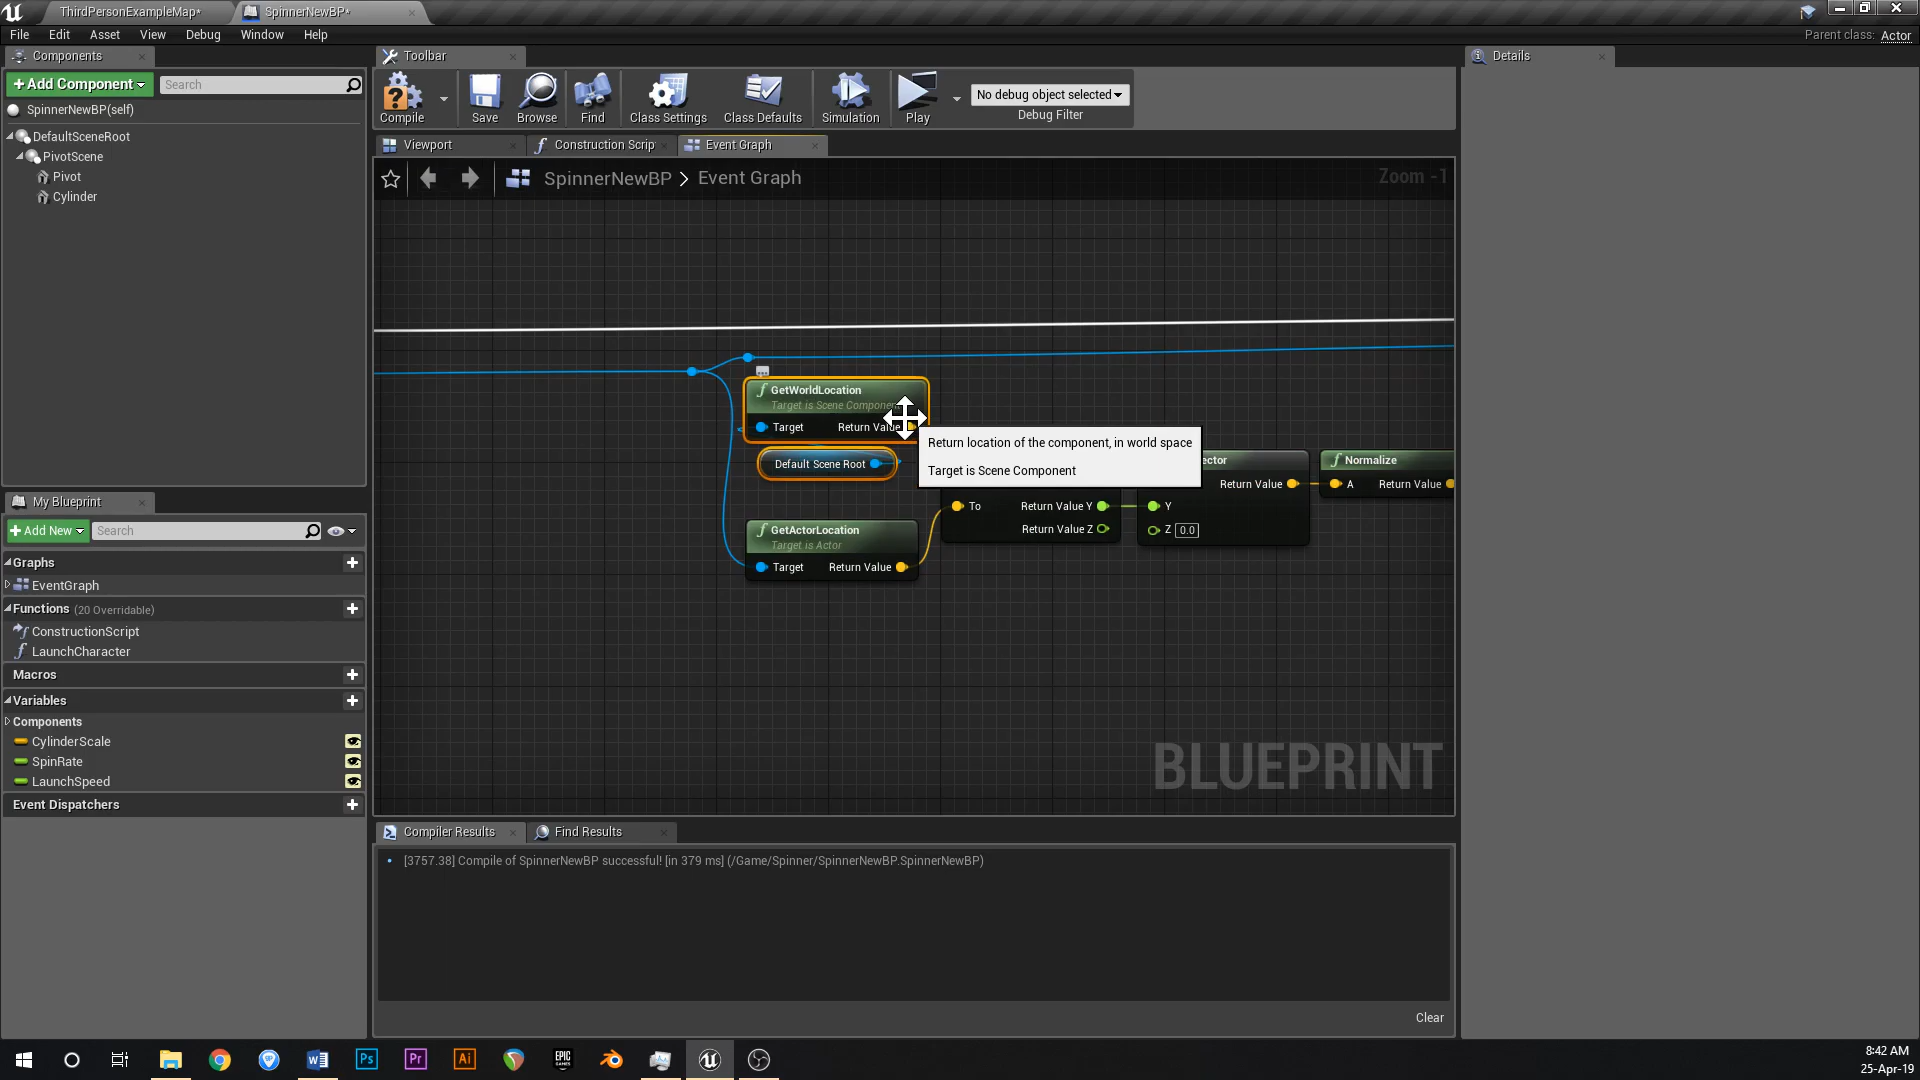 ThirdPersonExampleMap*
SpinnerNewBP*
File Edit Asset View Debug Window Help
Parent class: Actor
Components
Toolbar
Details
+ Add Component
Search
SpinnerNewBP(self)
DefaultSceneRoot
PivotScene
Pivot
Cylinder
Compile
Save
Browse
Find
Class Settings
Class Defaults
Simulation
Play
No debug object selected
Debug Filter
Viewport
Construction Scrip
Event Graph
SpinnerNewBP > Event Graph
Zoom -1
GetWorldLocation
Target is Scene Component
Target Return Value
Default Scene Root
Return location of the component, in world space
Target is Scene Component
ector
Return Value
Normalize
A Return Value
To Return Value Y
Return Value Z
Y
Z 0.0
GetActorLocation
Target is Actor
Target Return Value
BLUEPRINT
My Blueprint
+ Add New
Search
Graphs
EventGraph
Functions (20 Overridable)
ConstructionScript
LaunchCharacter
Macros
Variables
Components
CylinderScale
SpinRate
LaunchSpeed
Event Dispatchers
Compiler Results
Find Results
[3757.38] Compile of SpinnerNewBP successful! [in 379 ms] (/Game/Spinner/SpinnerNewBP.SpinnerNewBP)
Clear
Ps
Pr
Ai
EPIC
GAMES
8:42 AM
25-Apr-19